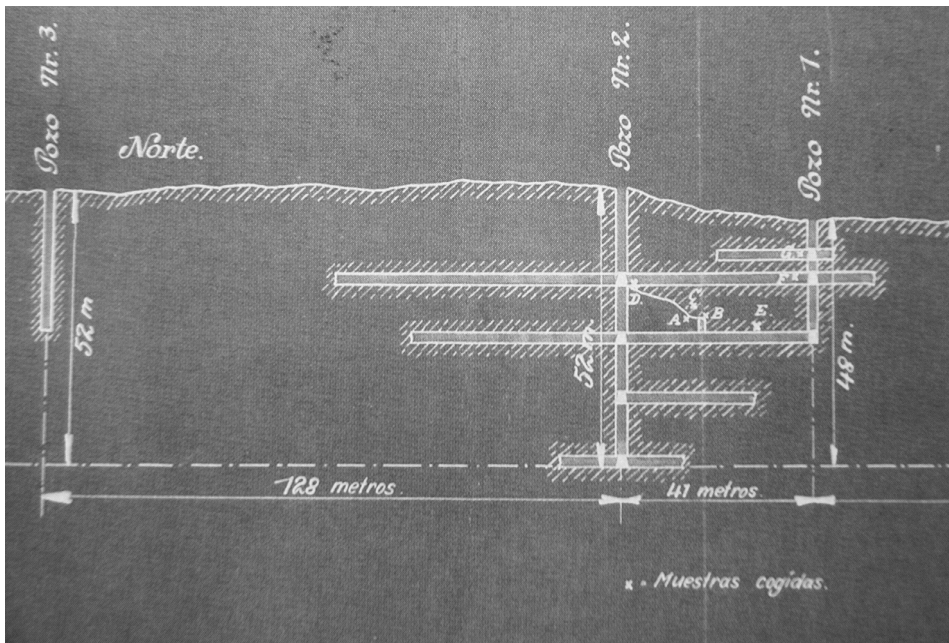 Pozo Nr. 3.
Pozo Nr. 2.
Pozo Nr. 1.
Norte.
52 m
52 m
48 m.
D.
C
A
B
E.
F
128 metros.
41 metros.
x • Muestras cogidas.